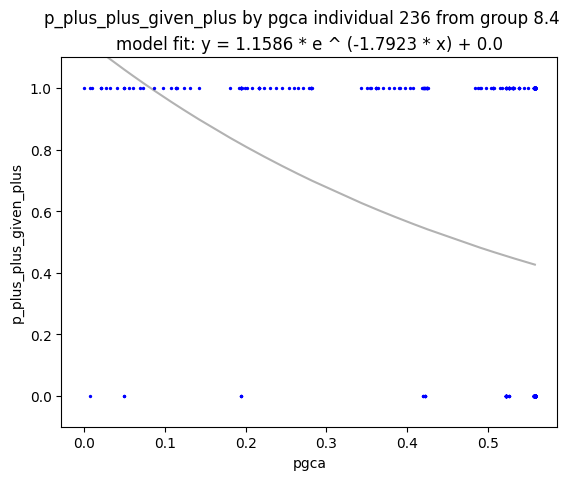 p_plus_plus_given_plus by pgca individual 236 from group 8.4
model fit: y = 1.1586 * e ^ (-1.7923 * x) + 0.0
1.0
0.8
0.6
0.4
0.2
0.0
p_plus_plus_given_plus
0.0 0.1 0.2 0.3 0.4 0.5
pgca